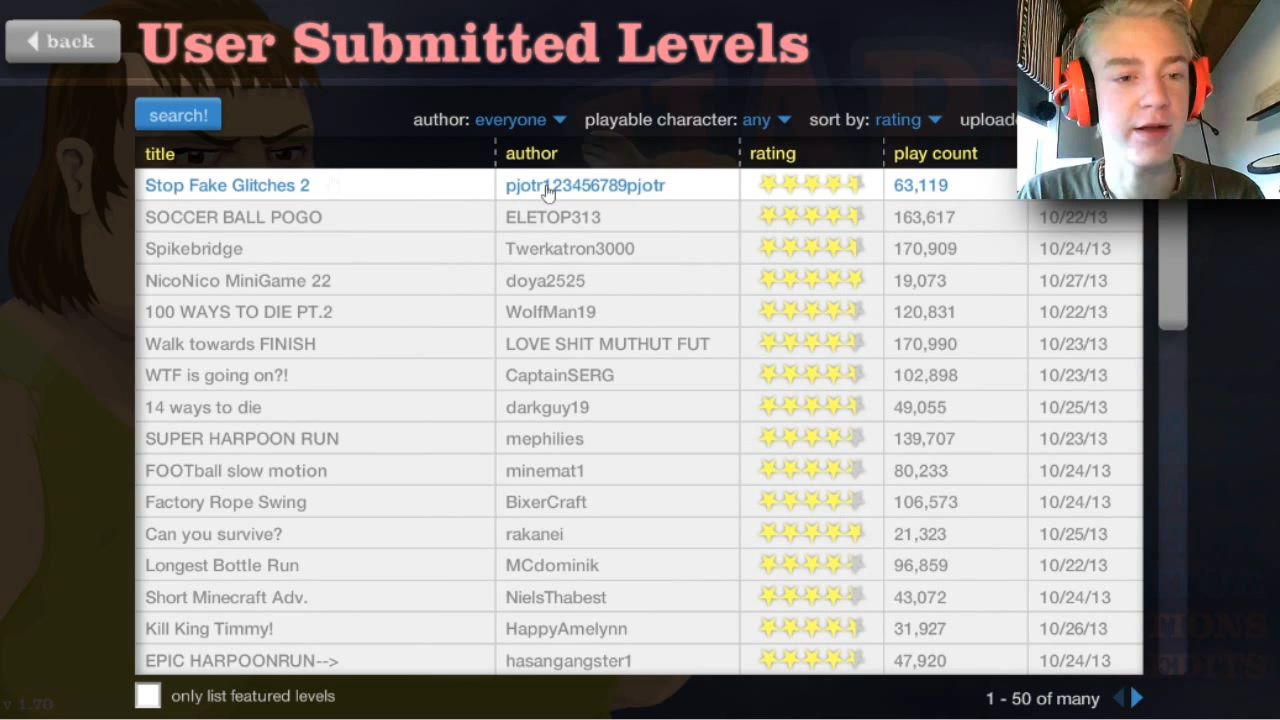 back
User Submitted Levels
search!
author: everyone playable character: any sort by: rating
title author rating play count
Stop Fake Glitches 2 pjotr123456789pjotr 63,119
SOCCER BALL POGO ELETOP313 163,617 10/22/13
Spikebridge Twerkatron3000 170,909 10/24/13
NicoNico MiniGame 22 doya2525 19,073 10/27/13
100 WAYS TO DIE PT.2 WolfMan19 120,831 10/22/13
Walk towards FINISH LOVE SHIT MUTHUT FUT 170,990 10/23/13
WTF is going on?! CaptainSERG 102,898 10/23/13
14 ways to die darkguy19 49,055 10/25/13
SUPER HARPOON RUN mephilies 139,707 10/23/13
FOOTball slow motion minemat1 80,233 10/24/13
Factory Rope Swing BixerCraft 106,573 10/24/13
Can you survive? rakanei 21,323 10/25/13
Longest Bottle Run MCdominik 96,859 10/22/13
Short Minecraft Adv. NielsThabest 43,072 10/24/13
Kill King Timmy! HappyAmelynn 31,927 10/26/13
EPIC HARPOONRUN--> hasangangster1 47,920 10/24/13
only list featured levels 1 - 50 of many
v 1.70